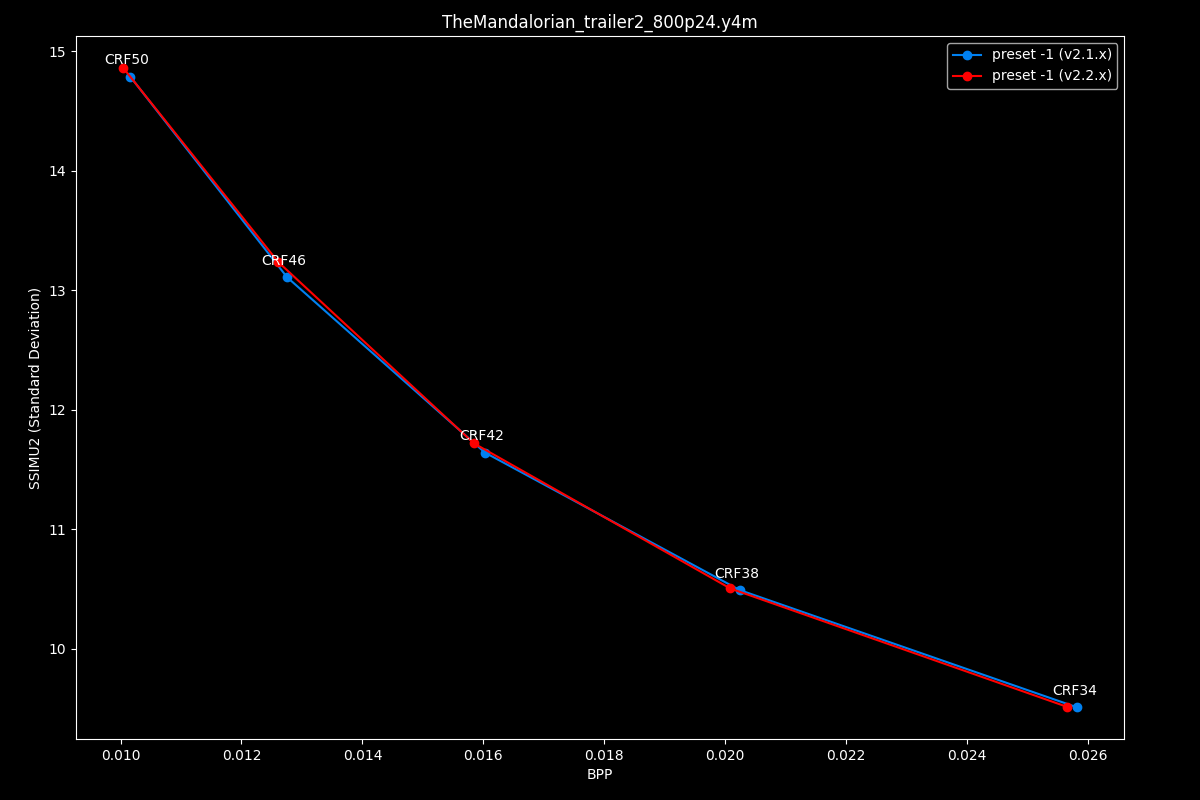 TheMandalorian_trailer2_800p24.y4m
preset -1 (v2.1.x)
preset -1 (v2.2.x)
SSIMU2 (Standard Deviation)
15
14
13
12
11
10
CRF50
CRF46
CRF42
CRF38
CRF34
0.010
0.012
0.014
0.016
0.018
0.020
0.022
0.024
0.026
BPP